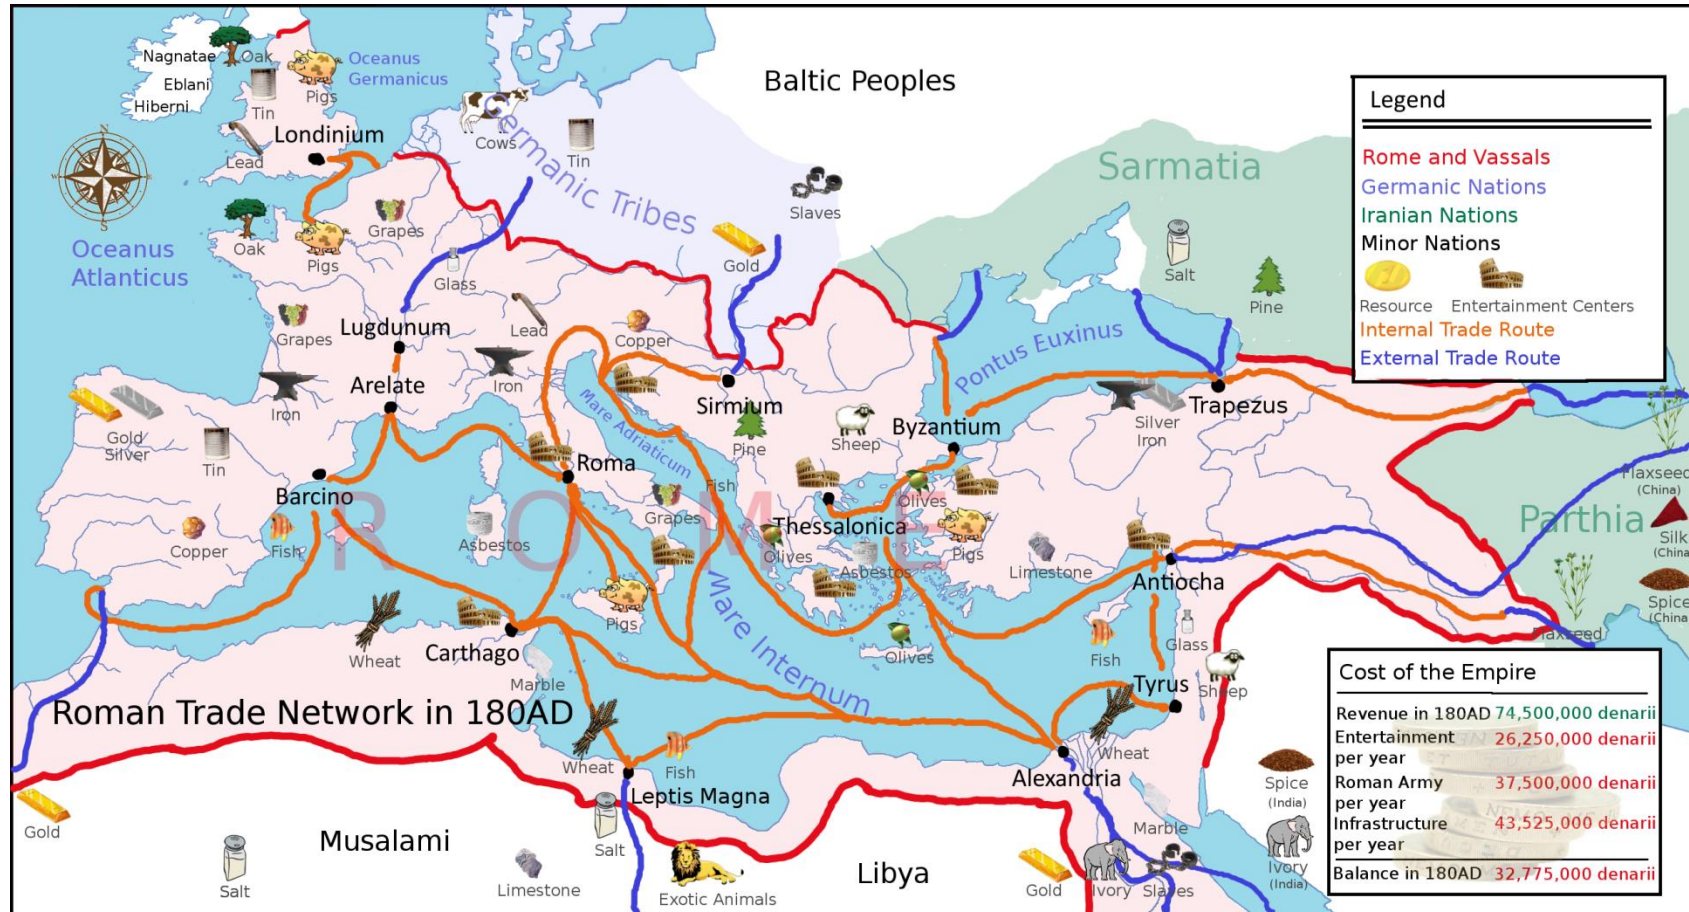 Nagnatae
Eblani
Hiberni
Oak
Tin
Pigs
Lead
Londinium
Oceanus
Germanicus
Oceanus
Atlanticus
Oak
Pigs
Grapes
Cows
Tin
Germanic Tribes
Slaves
Gold
Baltic Peoples
Sarmatia
Salt
Pine
Glass
Lead
Grapes
Lugdunum
Copper
Iron
Iron
Arelate
Gold
Silver
Tin
Barcino
Copper
Fish
Roma
Mare Adriaticum
Sirmium
Pine
Sheep
Byzantium
Pontus Euxinus
Silver
Iron
Trapezus
Fish
Grapes
Asbestos
Olives
Thessalonica
Olives
Pigs
Asbestos
Limestone
Antiocha
ROME
Parthia
Flaxseed
(China)
Silk
(China)
Spice
(China)
Flaxseed
Pigs
Wheat
Carthago
Marble
Mare Internum
Olives
Fish
Glass
Tyrus
Sheep
Roman Trade Network in 180AD
Wheat
Fish
Leptis Magna
Alexandria
Wheat
Marble
Spice
(India)
Ivory
(India)
Gold
Salt
Musalami
Limestone
Salt
Exotic Animals
Libya
Gold
Ivory
Slaves
Legend
Rome and Vassals
Germanic Nations
Iranian Nations
Minor Nations
Resource Entertainment Centers
Internal Trade Route
External Trade Route
Cost of the Empire
Revenue in 180AD 74,500,000 denarii
Entertainment
per year 26,250,000 denarii
Roman Army
per year 37,500,000 denarii
Infrastructure
per year 43,525,000 denarii
Balance in 180AD 32,775,000 denarii